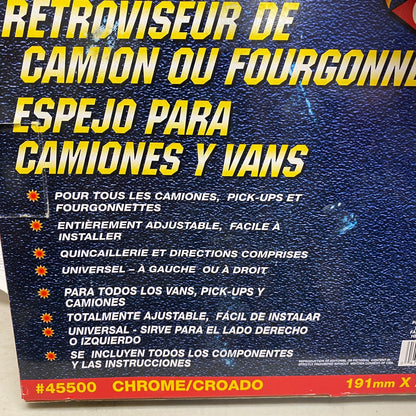 RETROVISEUR DE
CAMION OU FOURGONNE
ESPEJO PARA
CAMIONES Y VANS
POUR TOUS LES CAMIONES, PICK-UPS ET
FOURGONNETTES
ENTIÈREMENT ADJUSTABLE, FACILE À
INSTALLER
QUINCAILLERIE ET DIRECTIONS COMPRISES
UNIVERSEL – À GAUCHE OU À DROIT
PARA TODOS LOS VANS, PICK-UPS Y
CAMIONES
TOTALMENTE AJUSTABLE, FÁCIL DE INSTALAR
UNIVERSAL - SIRVE PARA EL LADO DERECHO
O IZQUIERDO
SE INCLUYEN TODOS LOS COMPONENTES
Y LAS INSTRUCCIONES
#45500 CHROME/CROADO 191mm X